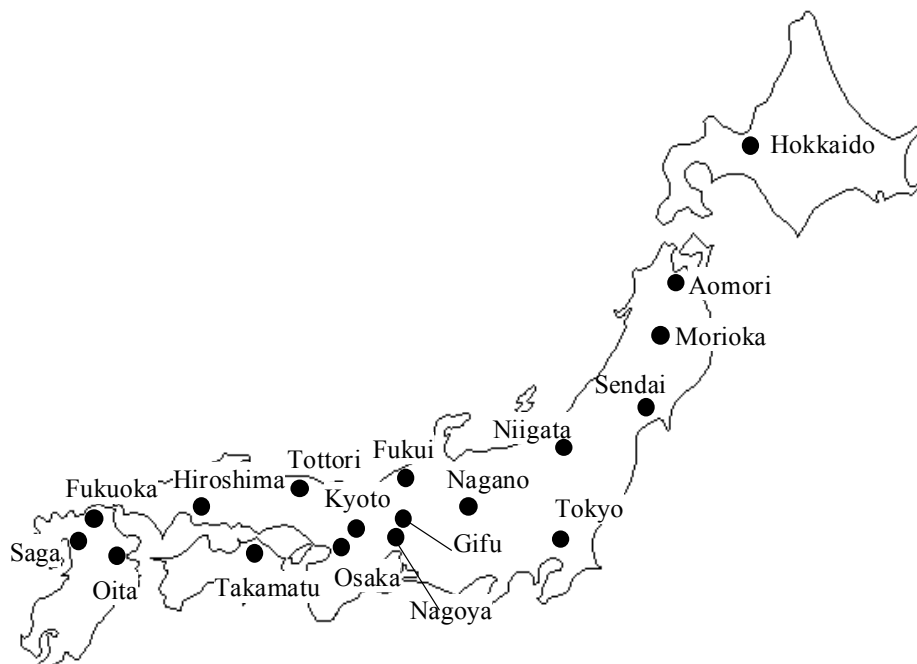 Hokkaido
Aomori
Morioka
Sendai
Niigata
Fukui
Tottori
Hiroshima
Nagano
Fukuoka
Kyoto
Tokyo
Gifu
Saga
Oita
Takamatu
Osaka
Nagoya